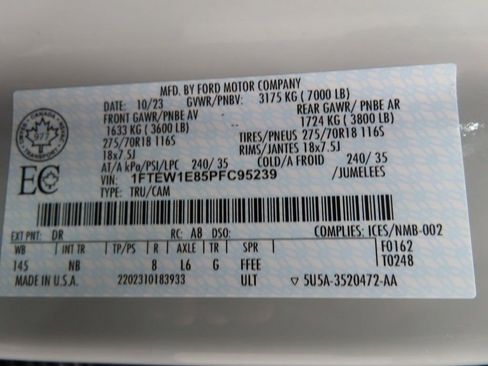 MFD. BY FORD MOTOR COMPANY
DATE: 10/23 GVWR/PNBV: 3175 KG ( 7000 LB)
FRONT GAWR/PNBE AV REAR GAWR/ PNBE AR
1633 KG ( 3600 LB) 1724 KG ( 3800 LB)
275/70R18 116S TIRES/PNEUS 275/70R18 116S
18x7.5J RIMS/JANTES 18x7.5J
AT/A kPa/PSI/LPC 240/ 35 COLD/A FROID 240/ 35
VIN: 1FTEW1E85PFC95239 /JUMELEES
TYPE: TRU/CAM
CANADA
TRANSPORT
EC
EXT PNT: DR RC: A8 DSO: COMPLIES: ICES/NMB-002
WB INT TR TP/PS R AXLE TR SPR F0162
145 NB 8 L6 G FFEE T0248
MADE IN U.S.A. 2202310183933 ULT 5U5A-3520472-AA